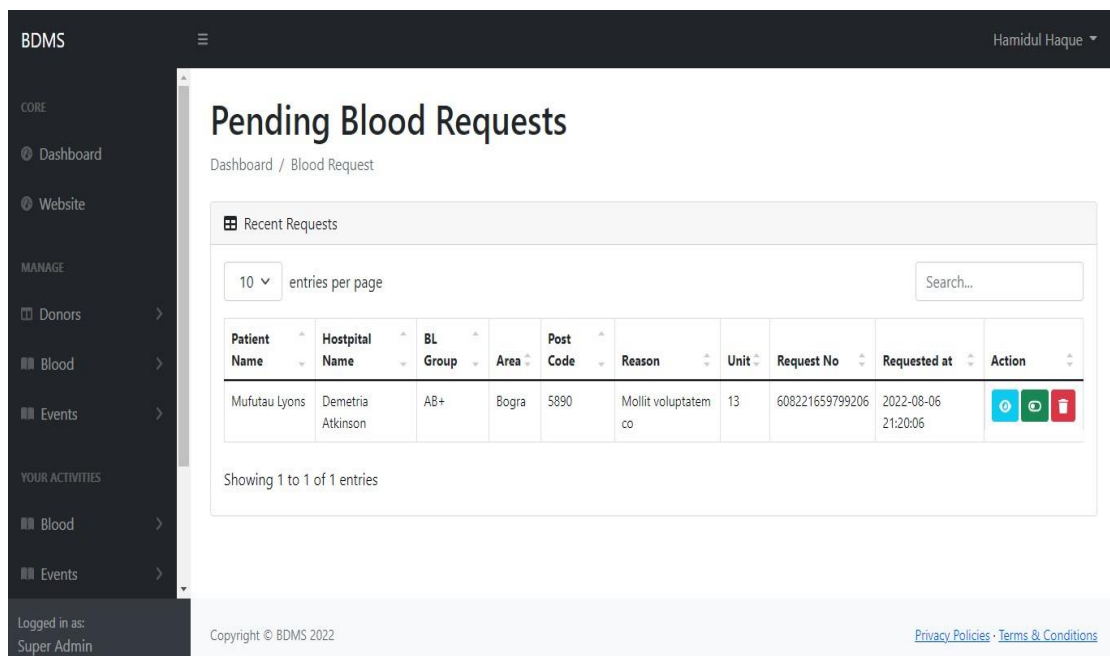 BDMS
Hamidul Haque
CORE
Dashboard
Website
MANAGE
Donors
Blood
Events
YOUR ACTIVITIES
Blood
Events
Logged in as:
Super Admin
Pending Blood Requests
Dashboard / Blood Request
Recent Requests
10 entries per page
Search...
Patient Name Hostpital Name BL Group Area Post Code Reason Unit Request No Requested at Action
Mufutau Lyons Demetria Atkinson AB+ Bogra 5890 Mollit voluptatem co 13 608221659799206 2022-08-06 21:20:06
Showing 1 to 1 of 1 entries
Copyright © BDMS 2022
Privacy Policies · Terms & Conditions